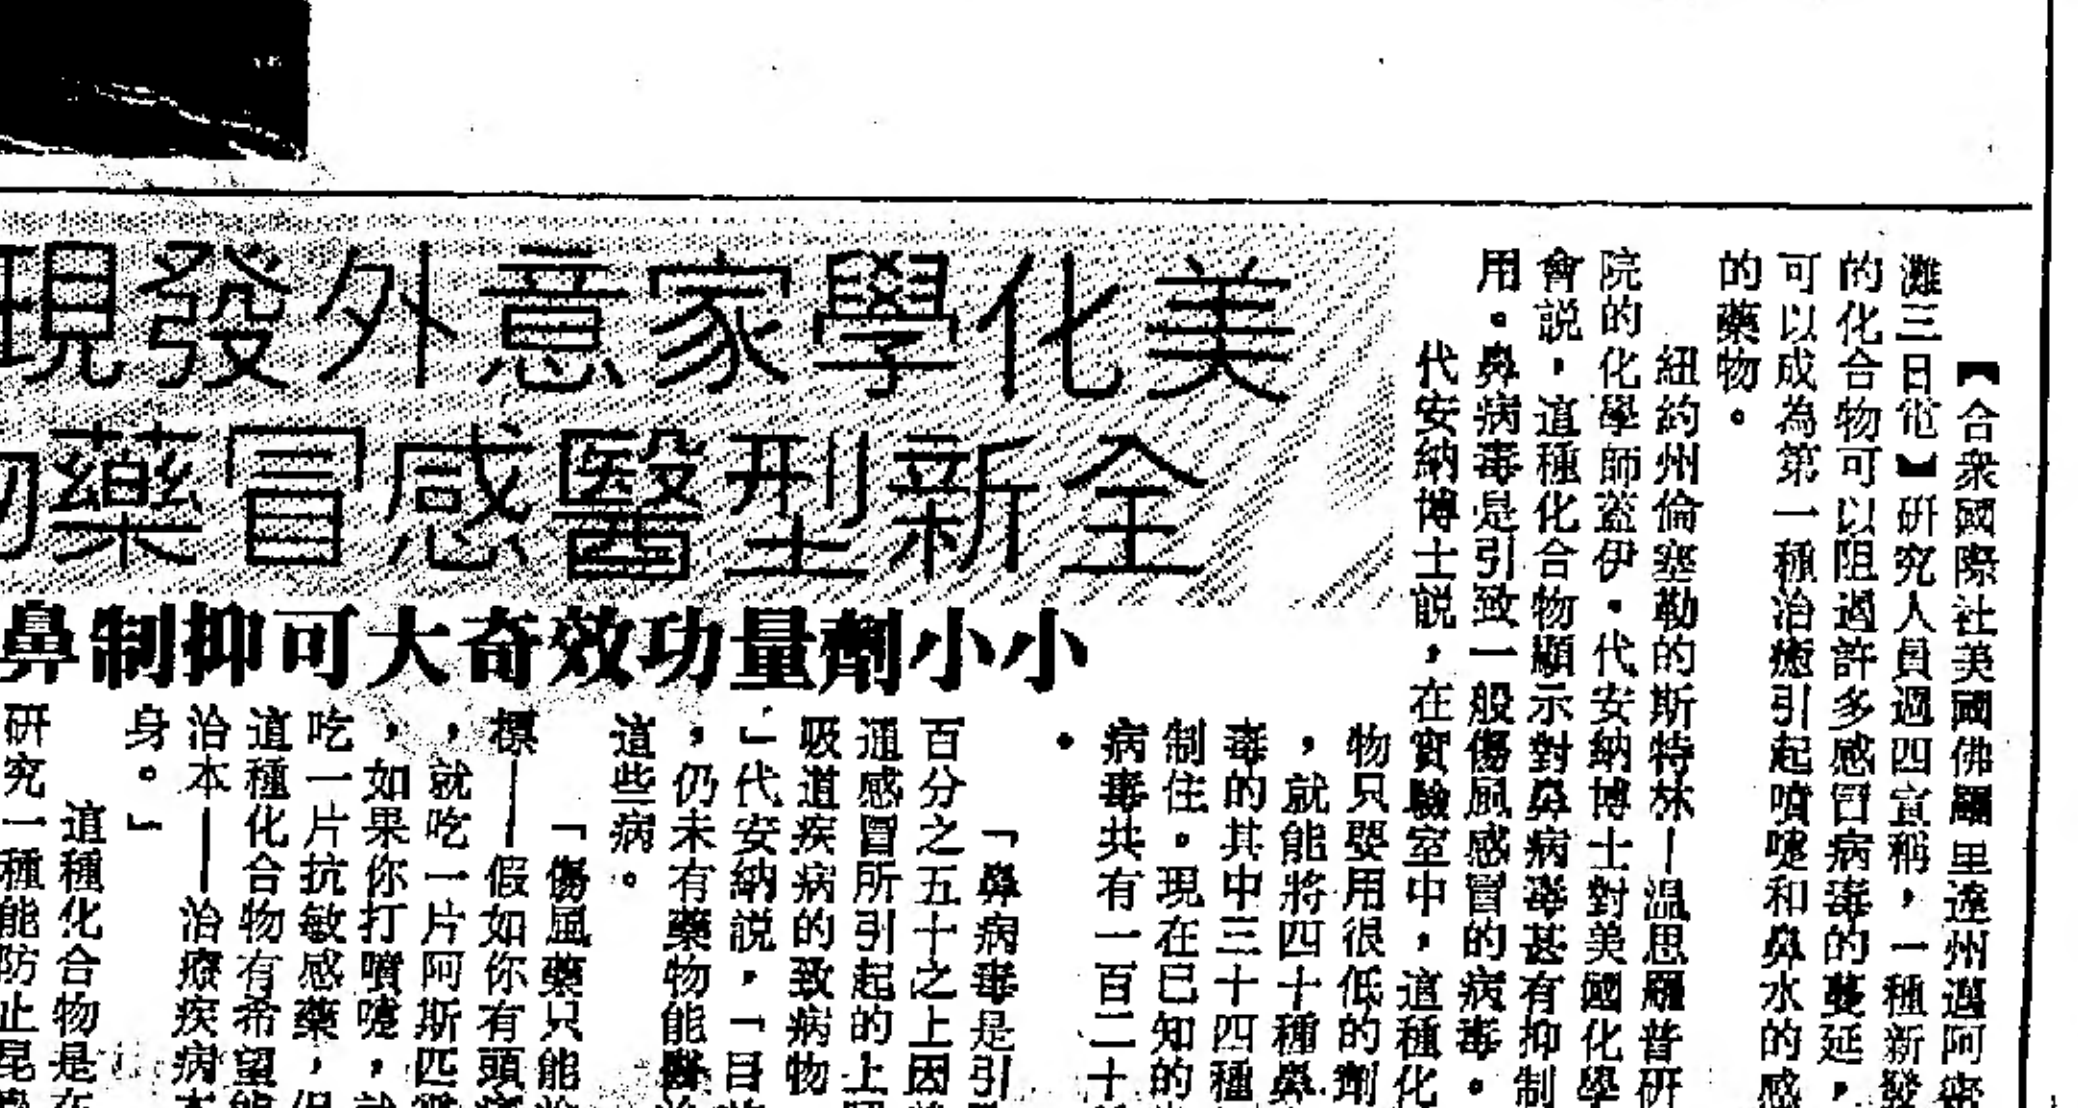 美化學家意外發現
全新型醫感冒藥物
小小劑量功效奇大可抑制鼻
【合衆國際社美國佛羅里達州邁阿密
灘三日電】研究人員週四宣稱，一種新發
的化合物可以阻遏許多感冒病毒的蔓延，
可以成為第一種治癒引起噴嚏和鼻水的感
的藥物。
紐約州倫塞勒的斯特林—温思羅普研
院的化學師蓋伊・代安納博士對美國化學
會説，這種化合物顯示對鼻病毒甚有抑制
用。鼻病毒是引致一般傷風感冒的病毒。
代安納博士説，在實驗室中，這種化
物只要用很低的劑
，就能將四十種鼻
毒的其中三十四種
制住。現在已知的
病毒共有一百二十
。
「鼻病毒是引
百分之五十之上因
通感冒所引起的上
吸道疾病的致病物
。」代安納説，「目
，仍未有藥物能醫
這些病。
「傷風藥只能
標—假如你有頭
，就吃一片阿斯匹
，如果你打噴嚏，
吃一片抗敏感藥，
這種化合物有希望
治本—治療疾病
身。」
這種化合物是在
研究一種能防止昆